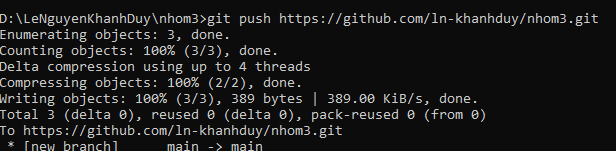 D:\LeNguyenKhanhDuy\nhom3>git push https://github.com/ln-khanhduy/nhom3.git
Enumerating objects: 3, done.
Counting objects: 100% (3/3), done.
Delta compression using up to 4 threads
Compressing objects: 100% (2/2), done.
Writing objects: 100% (3/3), 389 bytes | 389.00 KiB/s, done.
Total 3 (delta 0), reused 0 (delta 0), pack-reused 0 (from 0)
To https://github.com/ln-khanhduy/nhom3.git
 * [new branch]      main -> main